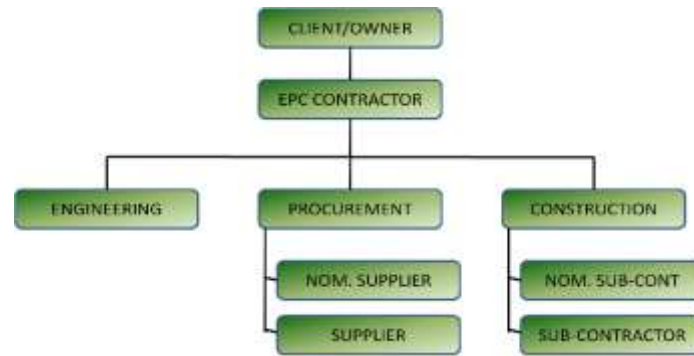 CLIENT/OWNER
EPC CONTRACTOR
ENGINEERING
PROCUREMENT
CONSTRUCTION
NOM. SUPPLIER
NOM. SUB-CONT
SUPPLIER
SUB-CONTRACTOR